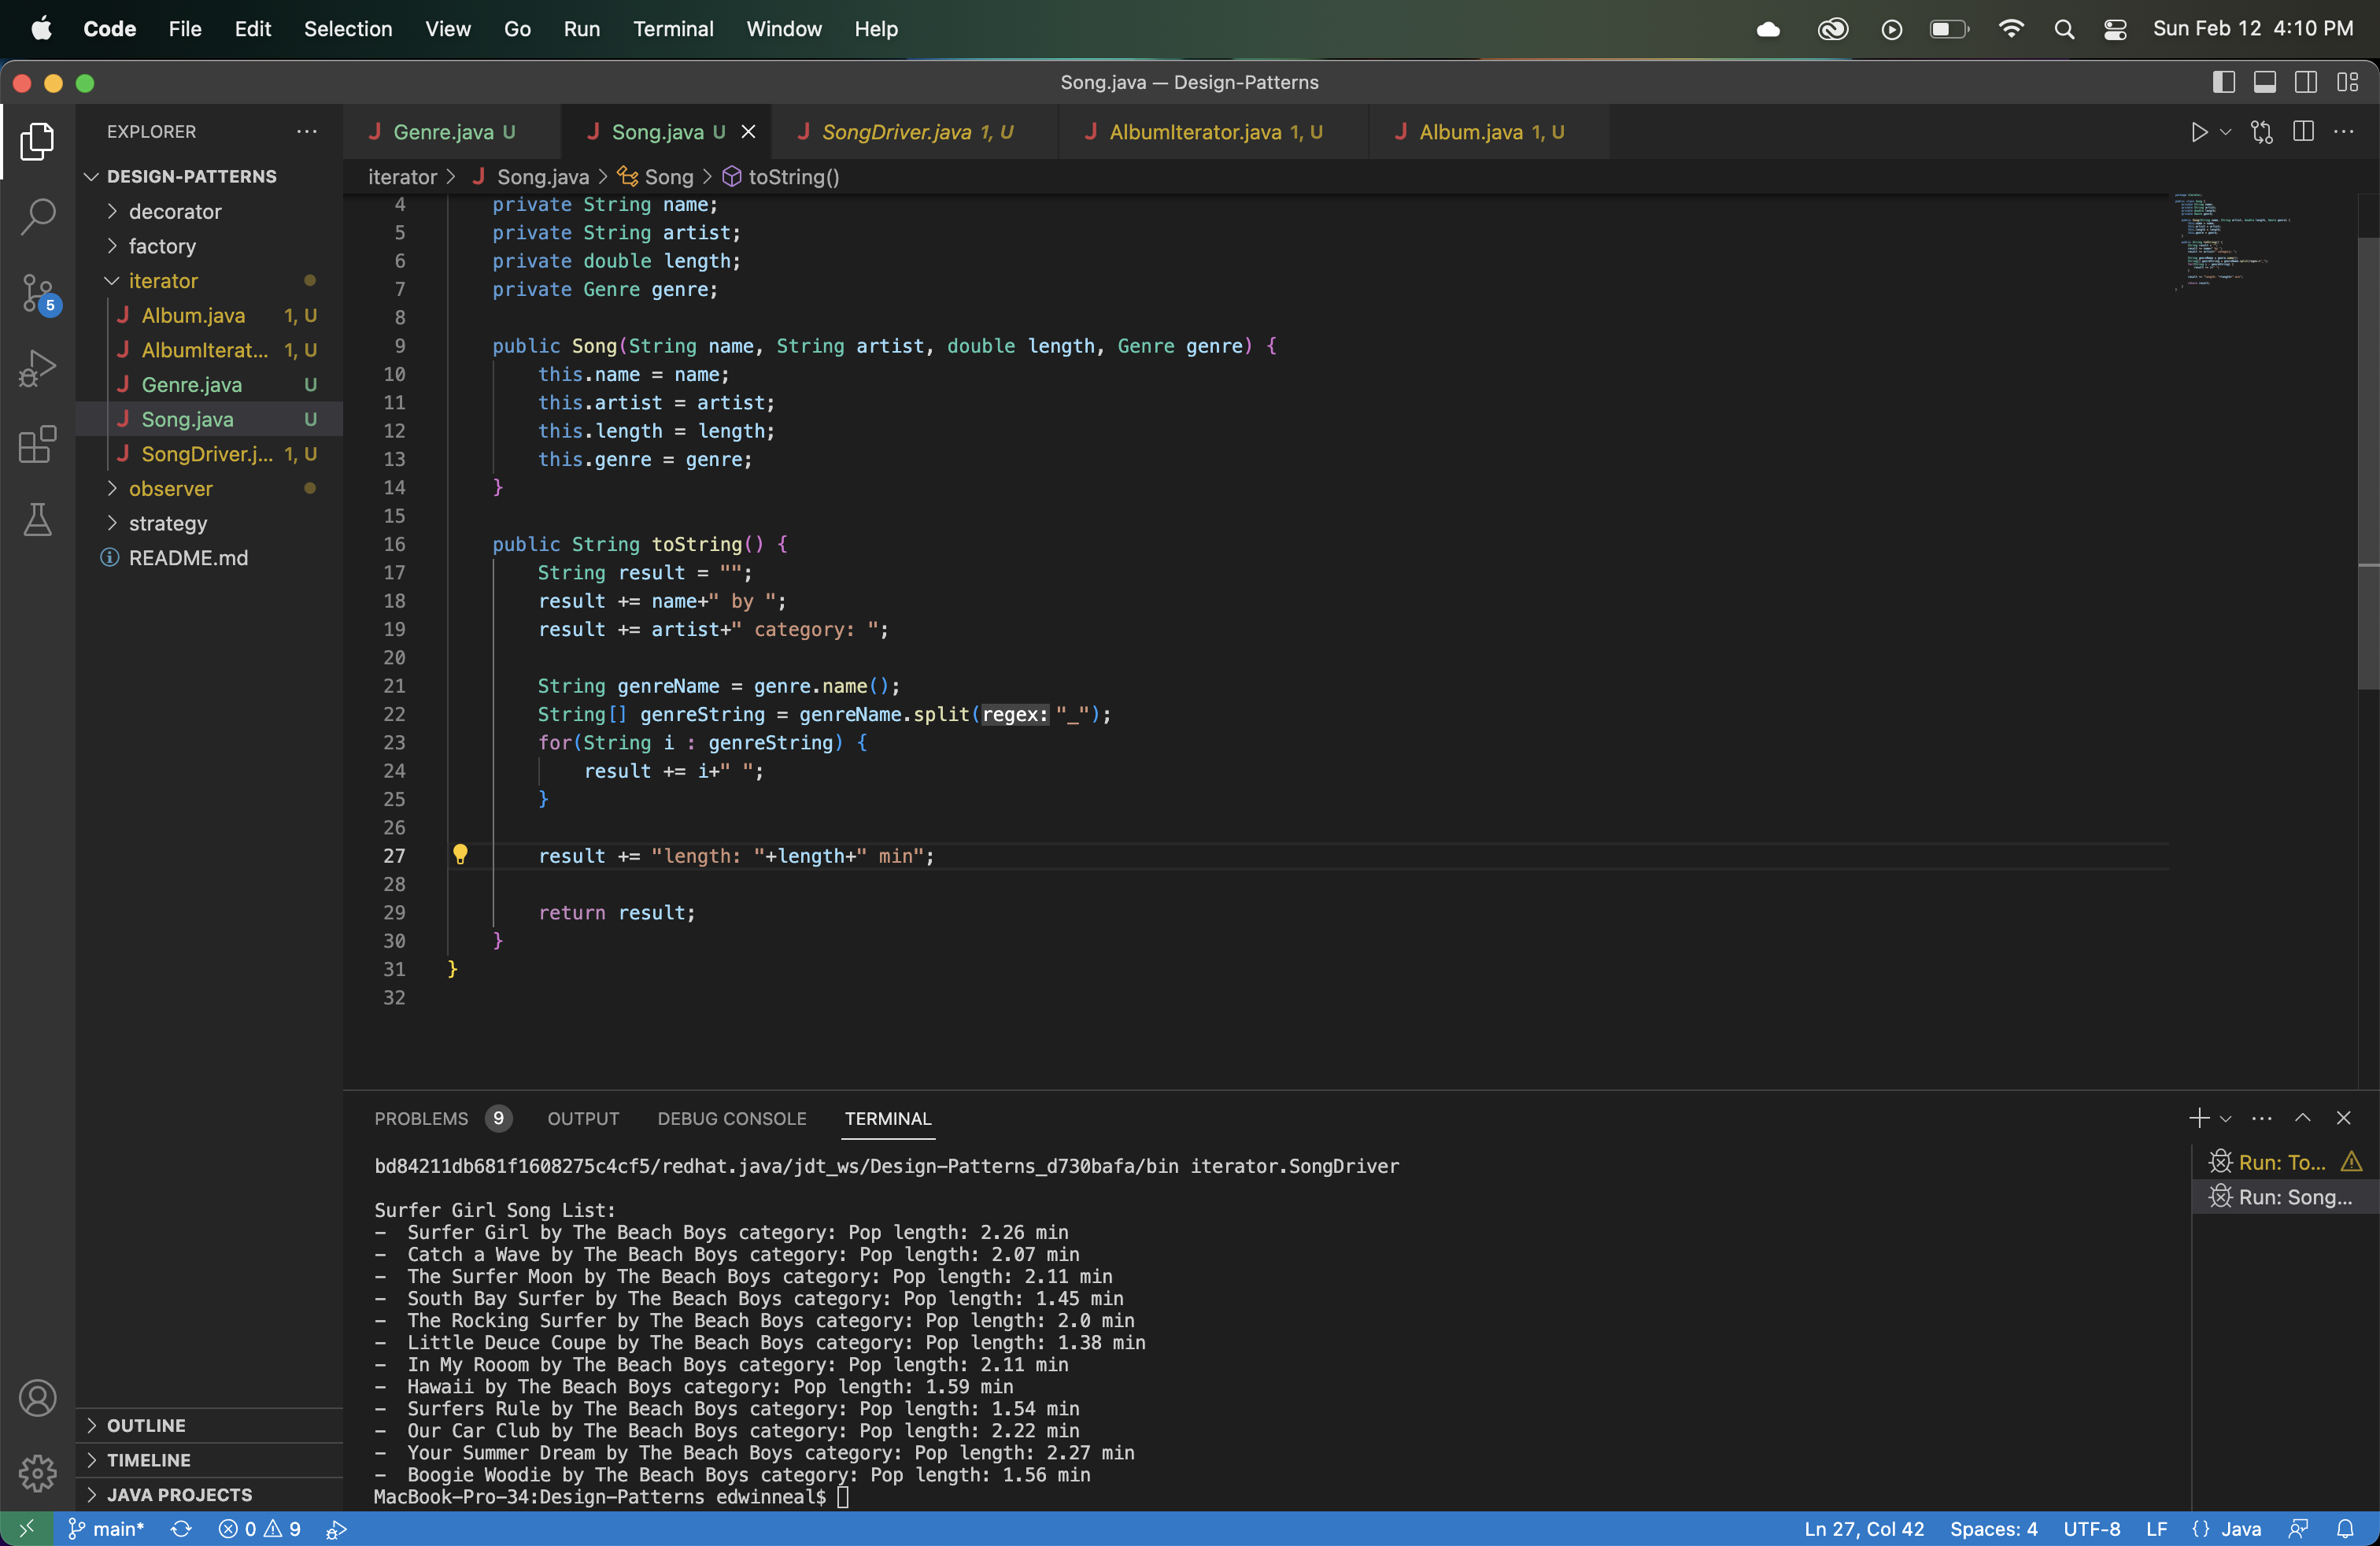 Code File Edit Selection View Go Run Terminal Window Help Sun Feb 12 4:10 PM
Song.java — Design-Patterns
EXPLORER
DESIGN-PATTERNS
decorator
factory
iterator
Album.java 1, U
AlbumIterat... 1, U
Genre.java U
Song.java U
SongDriver.j... 1, U
observer
strategy
README.md
5
OUTLINE
TIMELINE
JAVA PROJECTS
Genre.java U Song.java U SongDriver.java 1, U AlbumIterator.java 1, U Album.java 1, U
iterator > Song.java > Song > toString()
4 private String name;
5 private String artist;
6 private double length;
7 private Genre genre;
8
9 public Song(String name, String artist, double length, Genre genre) {
10 this.name = name;
11 this.artist = artist;
12 this.length = length;
13 this.genre = genre;
14 }
15
16 public String toString() {
17 String result = "";
18 result += name+" by ";
19 result += artist+" category: ";
20
21 String genreName = genre.name();
22 String[] genreString = genreName.split(regex:"_");
23 for(String i : genreString) {
24 result += i+" ";
25 }
26
27 result += "length: "+length+" min";
28
29 return result;
30 }
31 }
32
PROBLEMS 9 OUTPUT DEBUG CONSOLE TERMINAL
bd84211db681f1608275c4cf5/redhat.java/jdt_ws/Design-Patterns_d730bafa/bin iterator.SongDriver
Surfer Girl Song List:
- Surfer Girl by The Beach Boys category: Pop length: 2.26 min
- Catch a Wave by The Beach Boys category: Pop length: 2.07 min
- The Surfer Moon by The Beach Boys category: Pop length: 2.11 min
- South Bay Surfer by The Beach Boys category: Pop length: 1.45 min
- The Rocking Surfer by The Beach Boys category: Pop length: 2.0 min
- Little Deuce Coupe by The Beach Boys category: Pop length: 1.38 min
- In My Rooom by The Beach Boys category: Pop length: 2.11 min
- Hawaii by The Beach Boys category: Pop length: 1.59 min
- Surfers Rule by The Beach Boys category: Pop length: 1.54 min
- Our Car Club by The Beach Boys category: Pop length: 2.22 min
- Your Summer Dream by The Beach Boys category: Pop length: 2.27 min
- Boogie Woodie by The Beach Boys category: Pop length: 1.56 min
MacBook-Pro-34:Design-Patterns edwinneal$
Run: To...
Run: Song...
main* 0 9 Ln 27, Col 42 Spaces: 4 UTF-8 LF {} Java